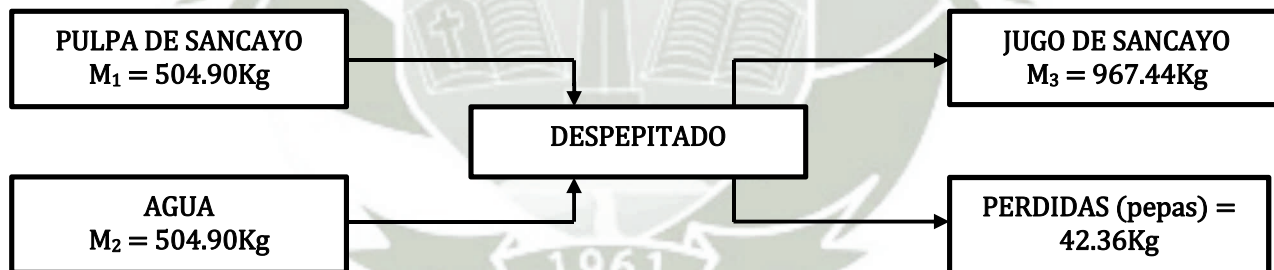 PULPA DE SANCAYO
M₁ = 504.90Kg
JUGO DE SANCAYO
M₃ = 967.44Kg
DESPEPITADO
AGUA
M₂ = 504.90Kg
PERDIDAS (pepas) =
42.36Kg
1961